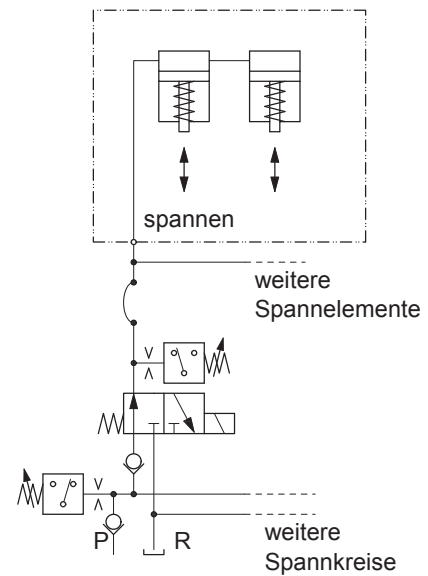 spannen
weitere
Spannelemente
P
R
weitere
Spannkreise